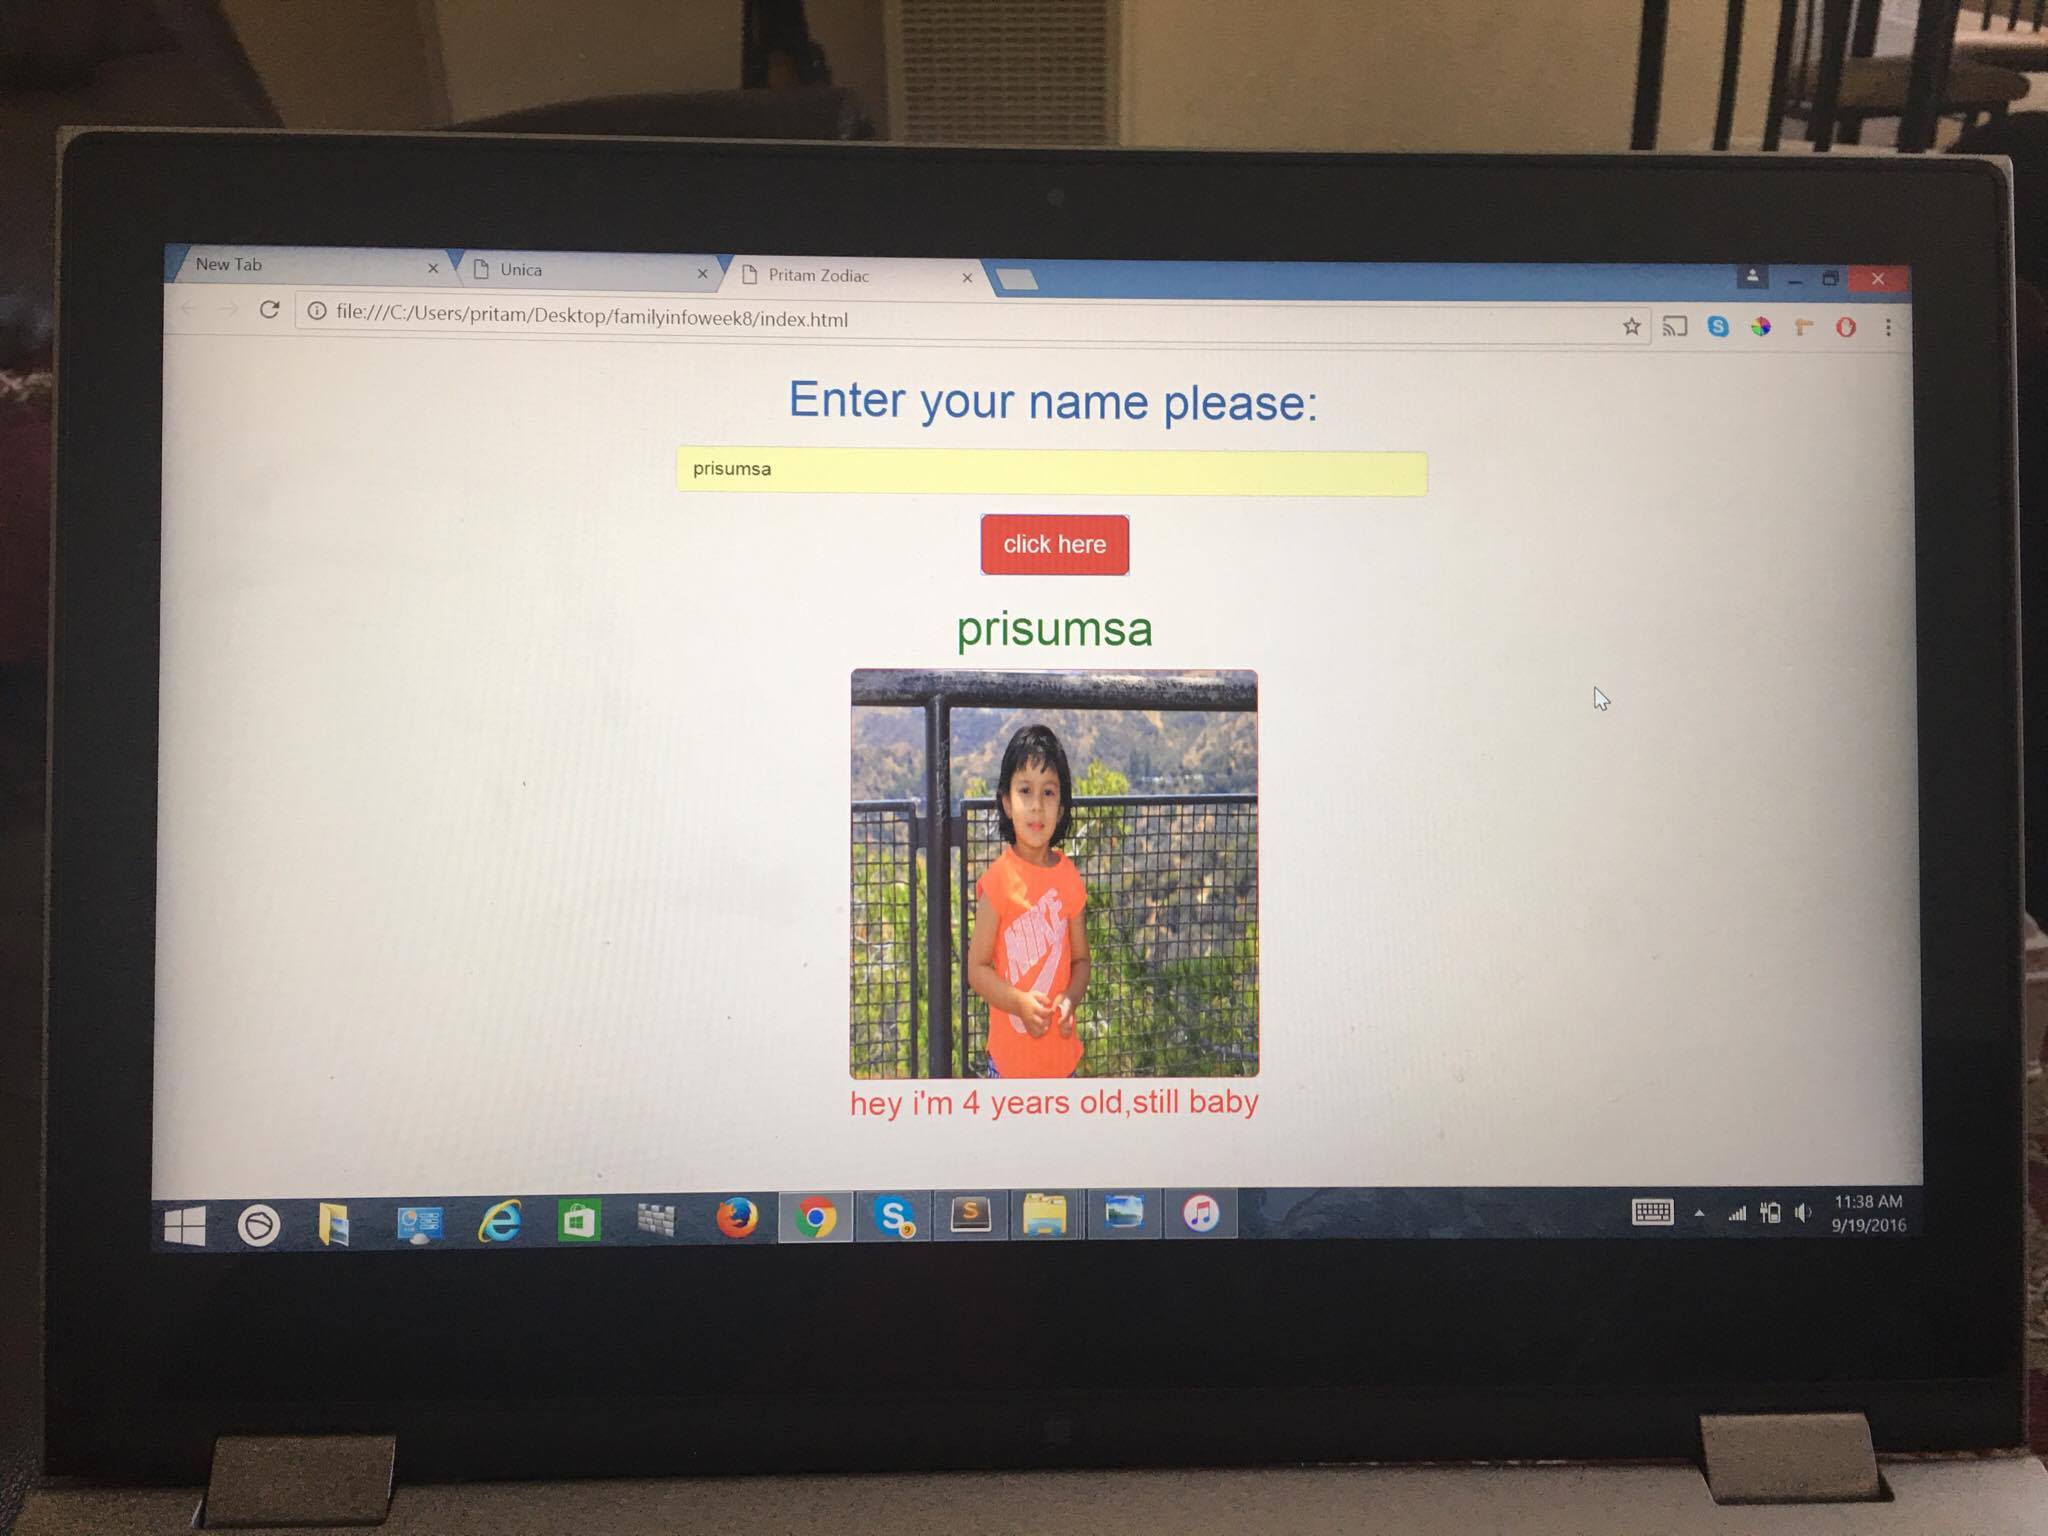 New Tab
Unica
Pritam Zodiac
file:///C:/Users/pritam/Desktop/familyinfoweek8/index.html
Enter your name please:
prisumsa
click here
prisumsa
NIKE
hey i'm 4 years old,still baby
11:38 AM
9/19/2016